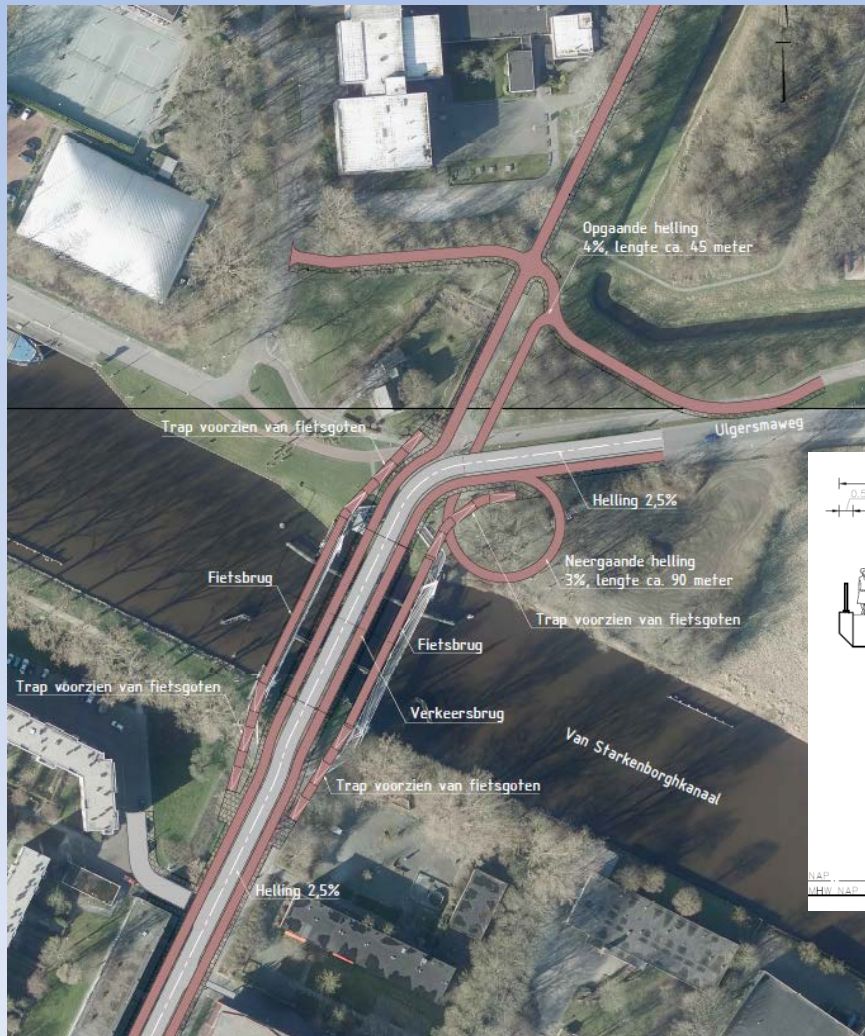 Opgaande helling
4%, lengte ca. 45 meter
Trap voorzien van fietsgoten
Ulgersmaweg
Helling 2,5%
0.5
Neergaande helling
3%, lengte ca. 90 meter
Fietsbrug
Trap voorzien van fietsgoten
Fietsbrug
Trap voorzien van fietsgoten
Verkeersbrug
Van Starkenborghkanaal
Trap voorzien van fietsgoten
Helling 2,5%
NAP
MHW NAP